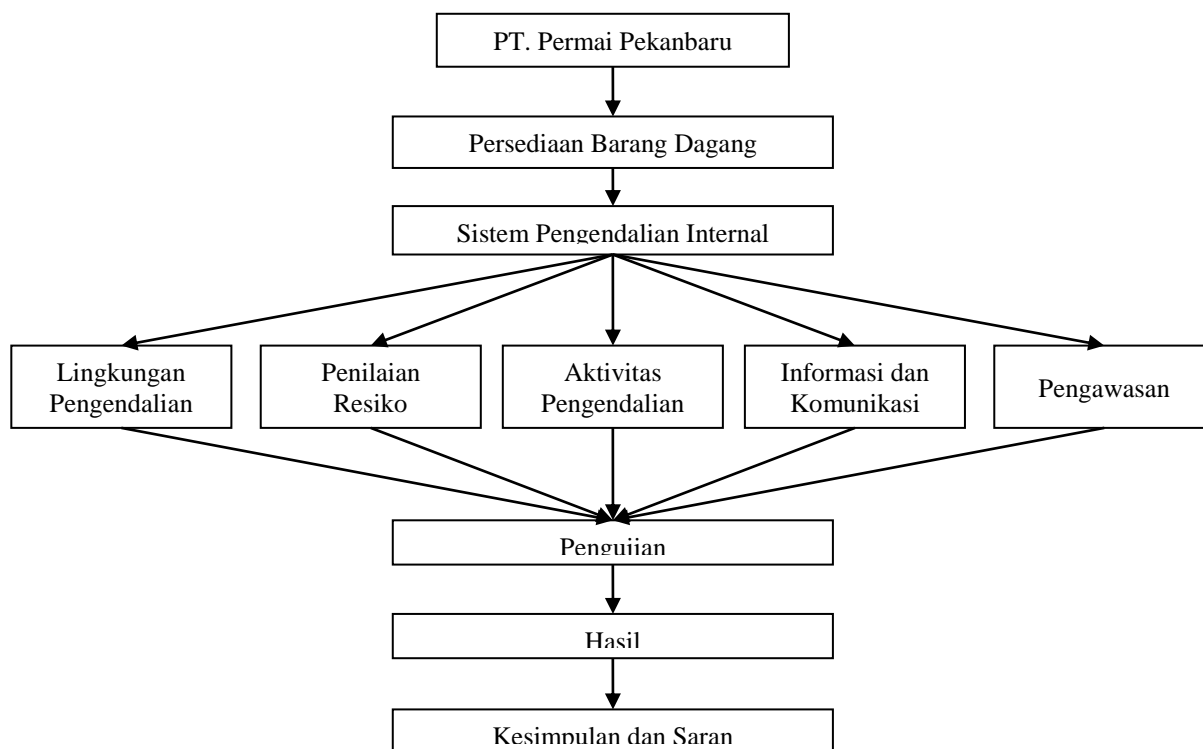 PT. Permai Pekanbaru
Persediaan Barang Dagang
Sistem Pengendalian Internal
Lingkungan
Pengendalian
Penilaian
Resiko
Aktivitas
Pengendalian
Informasi dan
Komunikasi
Pengawasan
Pengujian
Hasil
Kesimpulan dan Saran